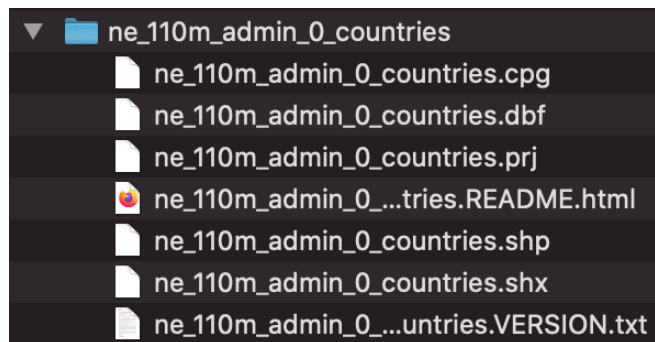 ne_110m_admin_0_countries
ne_110m_admin_0_countries.cpg
ne_110m_admin_0_countries.dbf
ne_110m_admin_0_countries.prj
ne_110m_admin_0_...tries.README.html
ne_110m_admin_0_countries.shp
ne_110m_admin_0_countries.shx
ne_110m_admin_0_...untries.VERSION.txt